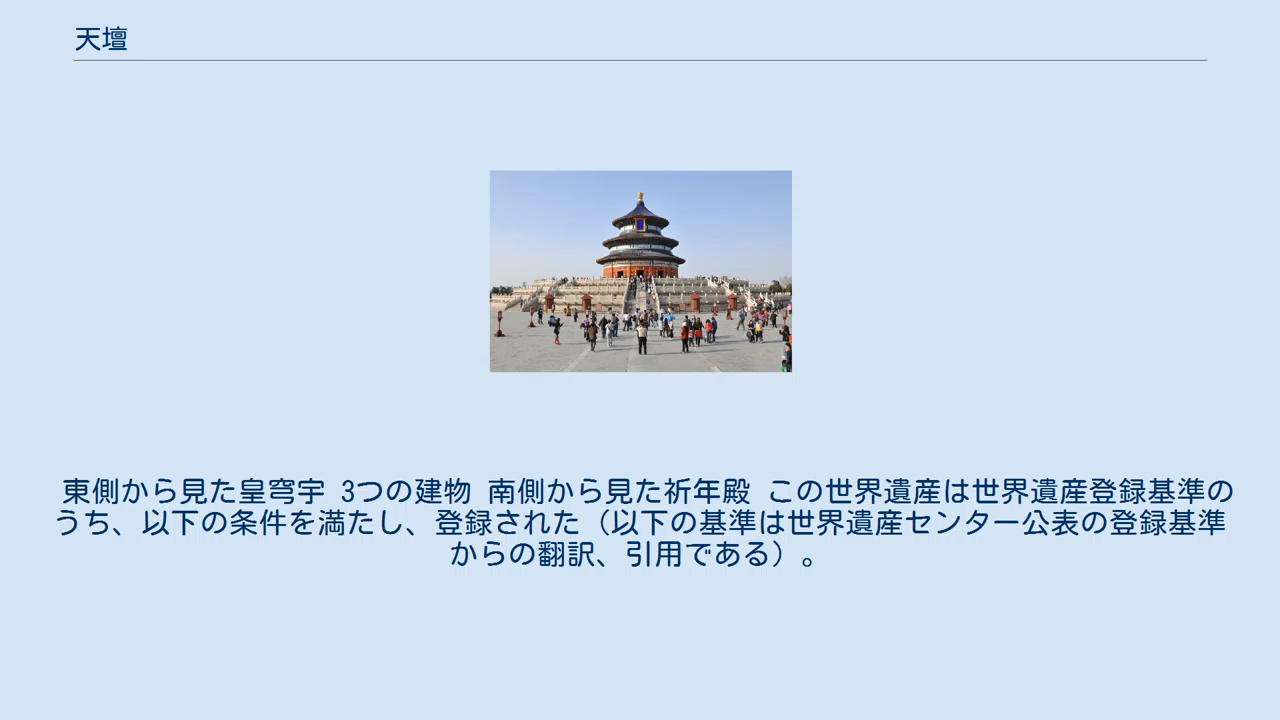 天壇
東側から見た皇穹宇 3つの建物 南側から見た祈年殿 この世界遺産は世界遺産登録基準の
うち、以下の条件を満たし、登録された（以下の基準は世界遺産センター公表の登録基準
からの翻訳、引用である）。